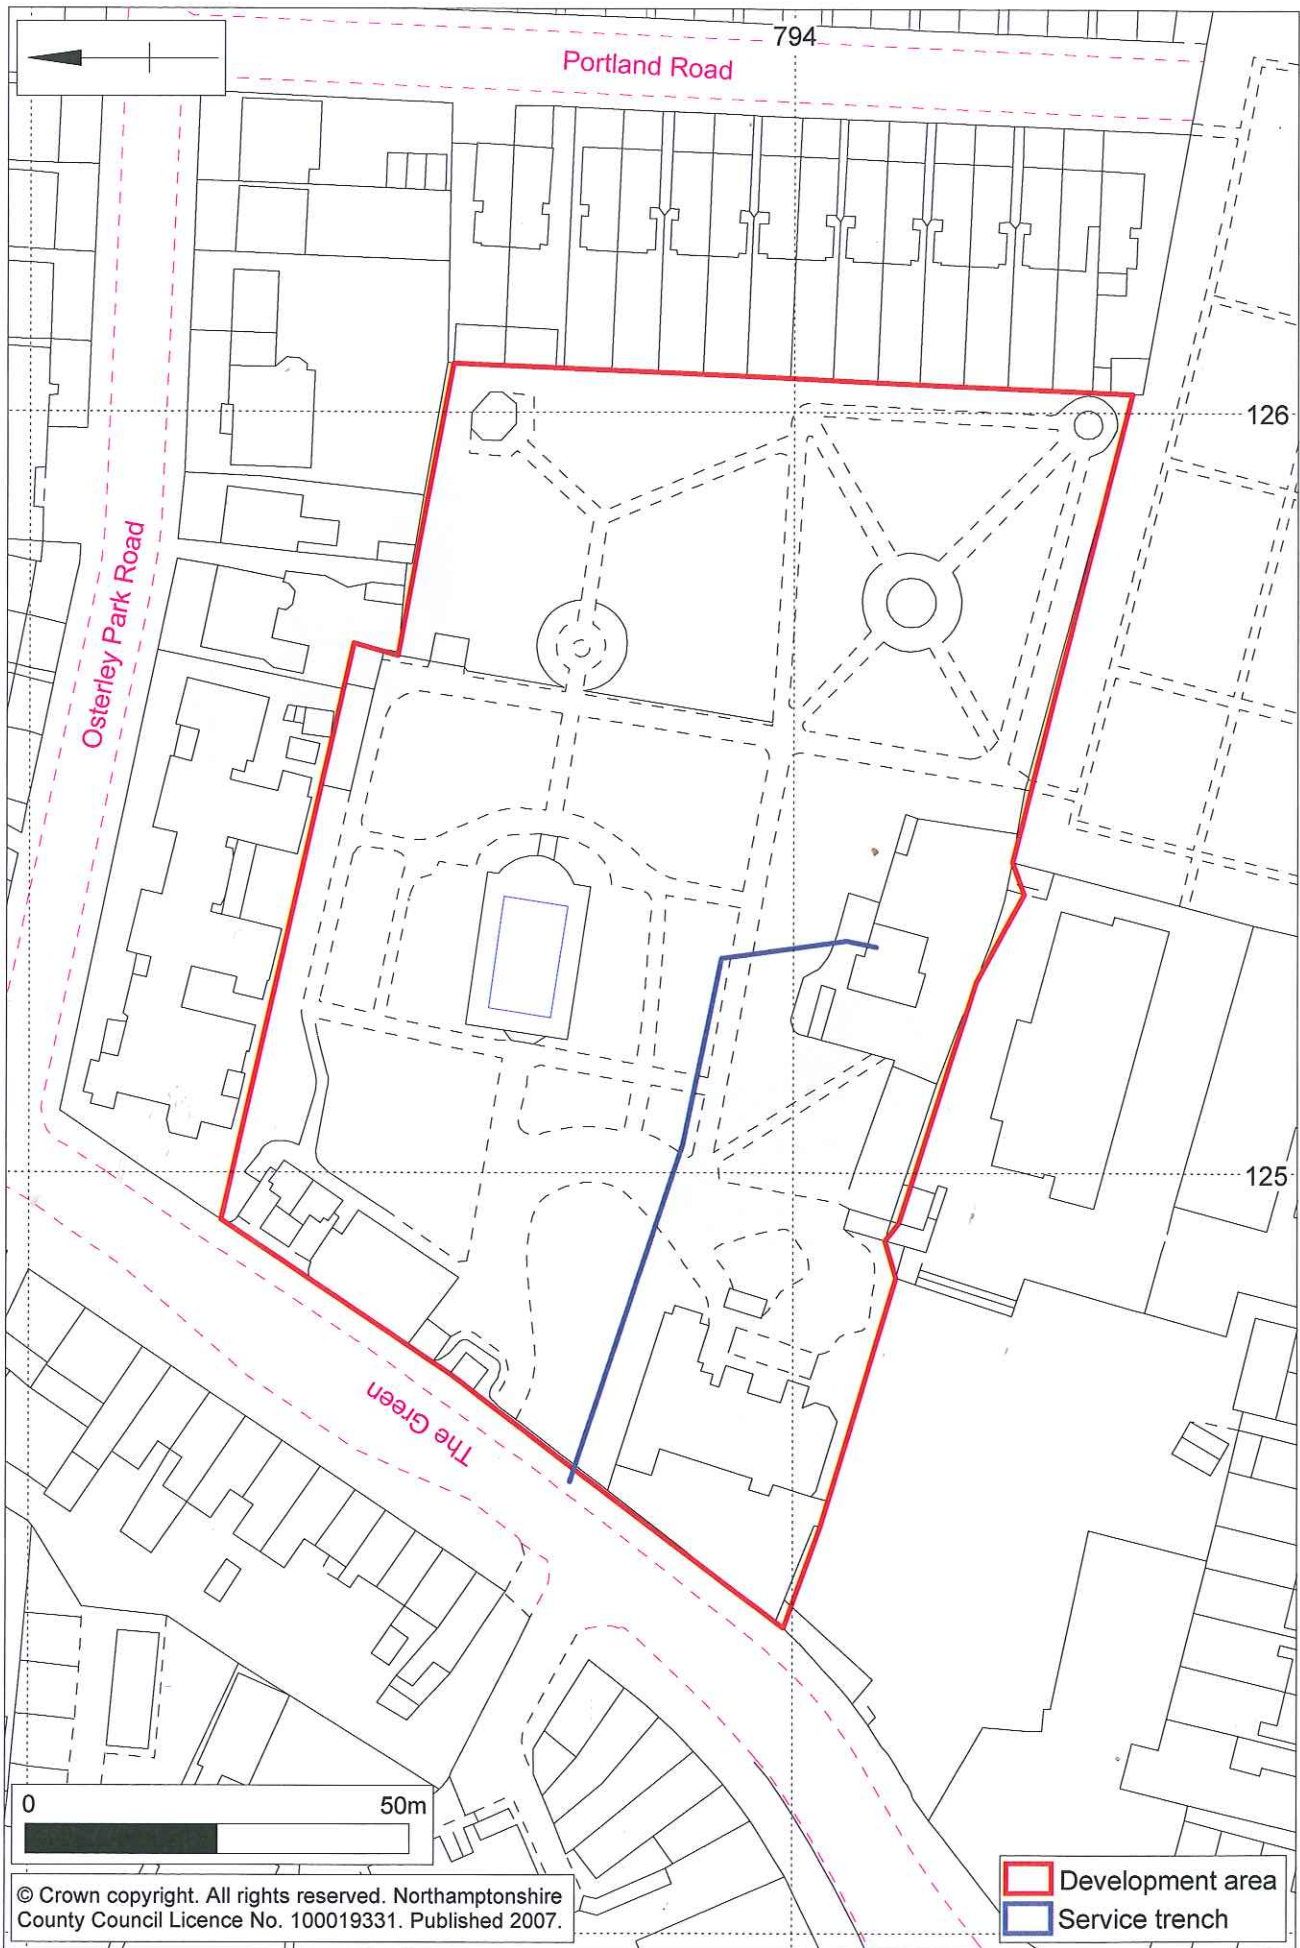 794
Portland Road
126
Osterley Park Road
125
The Green
0 50m
© Crown copyright. All rights reserved. Northamptonshire
County Council Licence No. 100019331. Published 2007.
Development area
Service trench